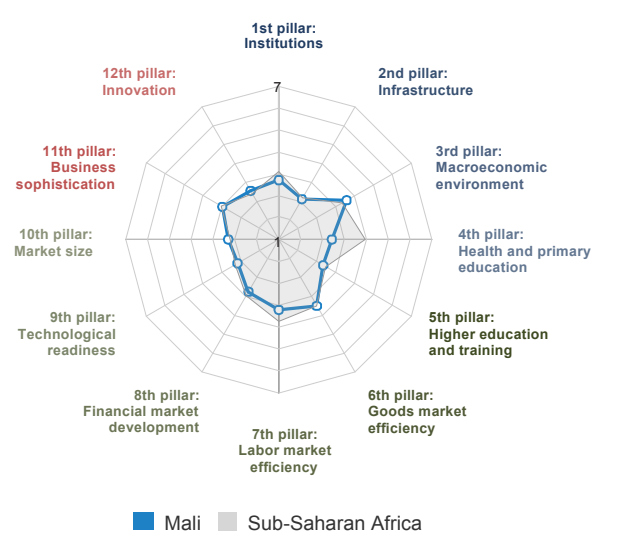 1st pillar:
Institutions
2nd pillar:
Infrastructure
3rd pillar:
Macroeconomic
environment
4th pillar:
Health and primary
education
5th pillar:
Higher education
and training
6th pillar:
Goods market
efficiency
7th pillar:
Labor market
efficiency
8th pillar:
Financial market
development
9th pillar:
Technological
readiness
10th pillar:
Market size
11th pillar:
Business
sophistication
12th pillar:
Innovation
7
1
Mali
Sub-Saharan Africa